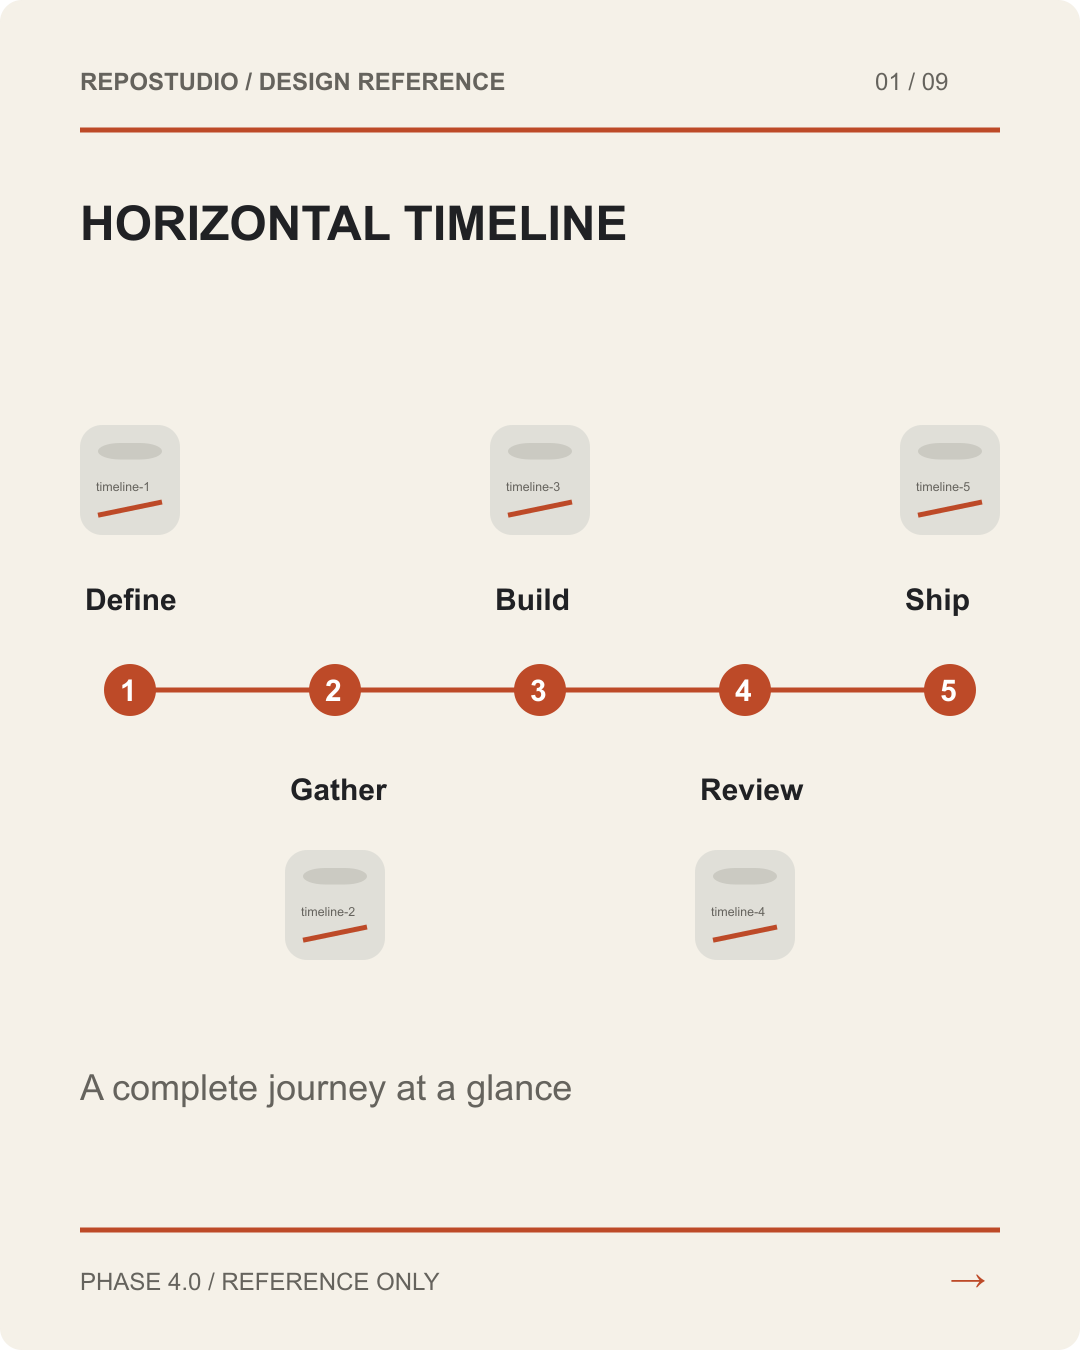 REPOSTUDIO / DESIGN REFERENCE
01 / 09
HORIZONTAL TIMELINE
timeline-1
timeline-3
timeline-5
Define
Build
Ship
1
2
3
4
5
Gather
Review
timeline-2
timeline-4
A complete journey at a glance
PHASE 4.0 / REFERENCE ONLY
→